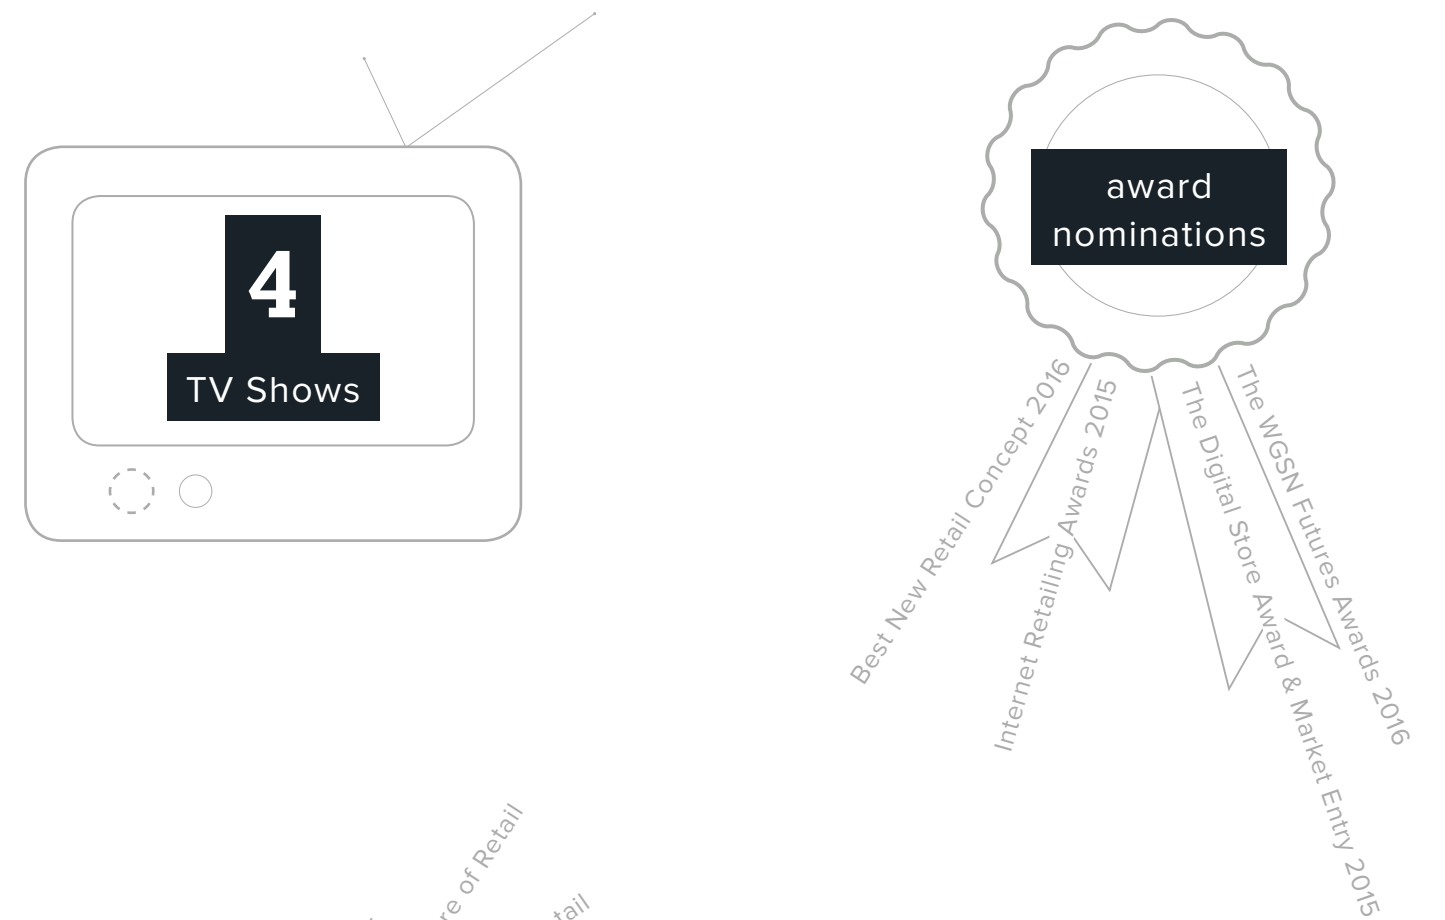 4
TV Shows
award
nominations
Best New Retail Concept 2016
Internet Retailing Awards 2015
The Digital Store Award & Market Entry 2015
The WGSN Futures Awards 2016
of Retail